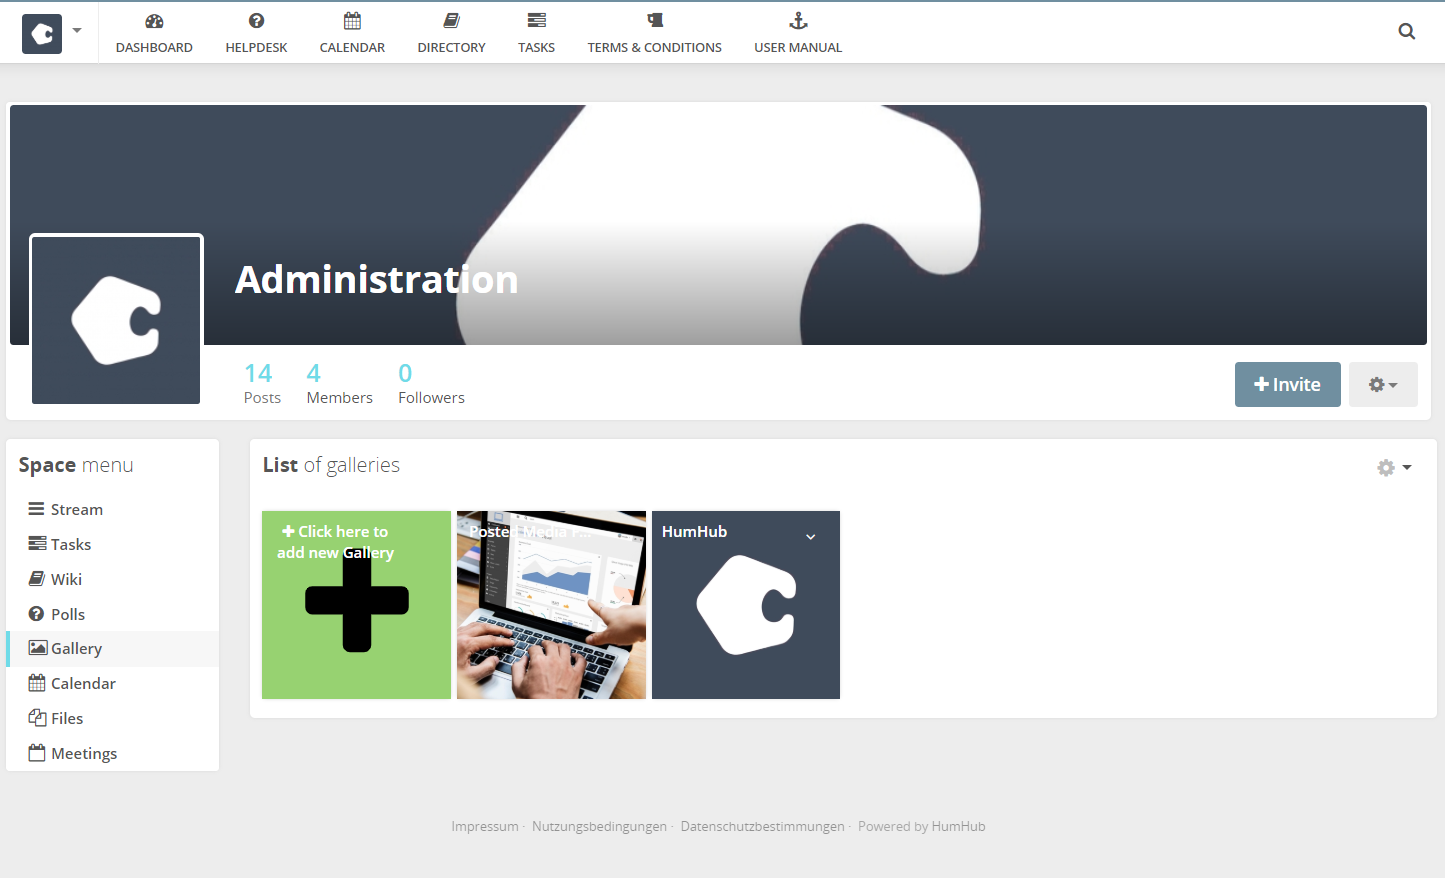 DASHBOARD HELPDESK CALENDAR DIRECTORY TASKS TERMS & CONDITIONS USER MANUAL
Administration
14 4 0
Posts Members Followers
Invite
Space menu
Stream
Tasks
Wiki
Polls
Gallery
Calendar
Files
Meetings
List of galleries
Click here to
add new Gallery
Posted Media F...
HumHub
Impressum · Nutzungsbedingungen · Datenschutzbestimmungen · Powered by HumHub